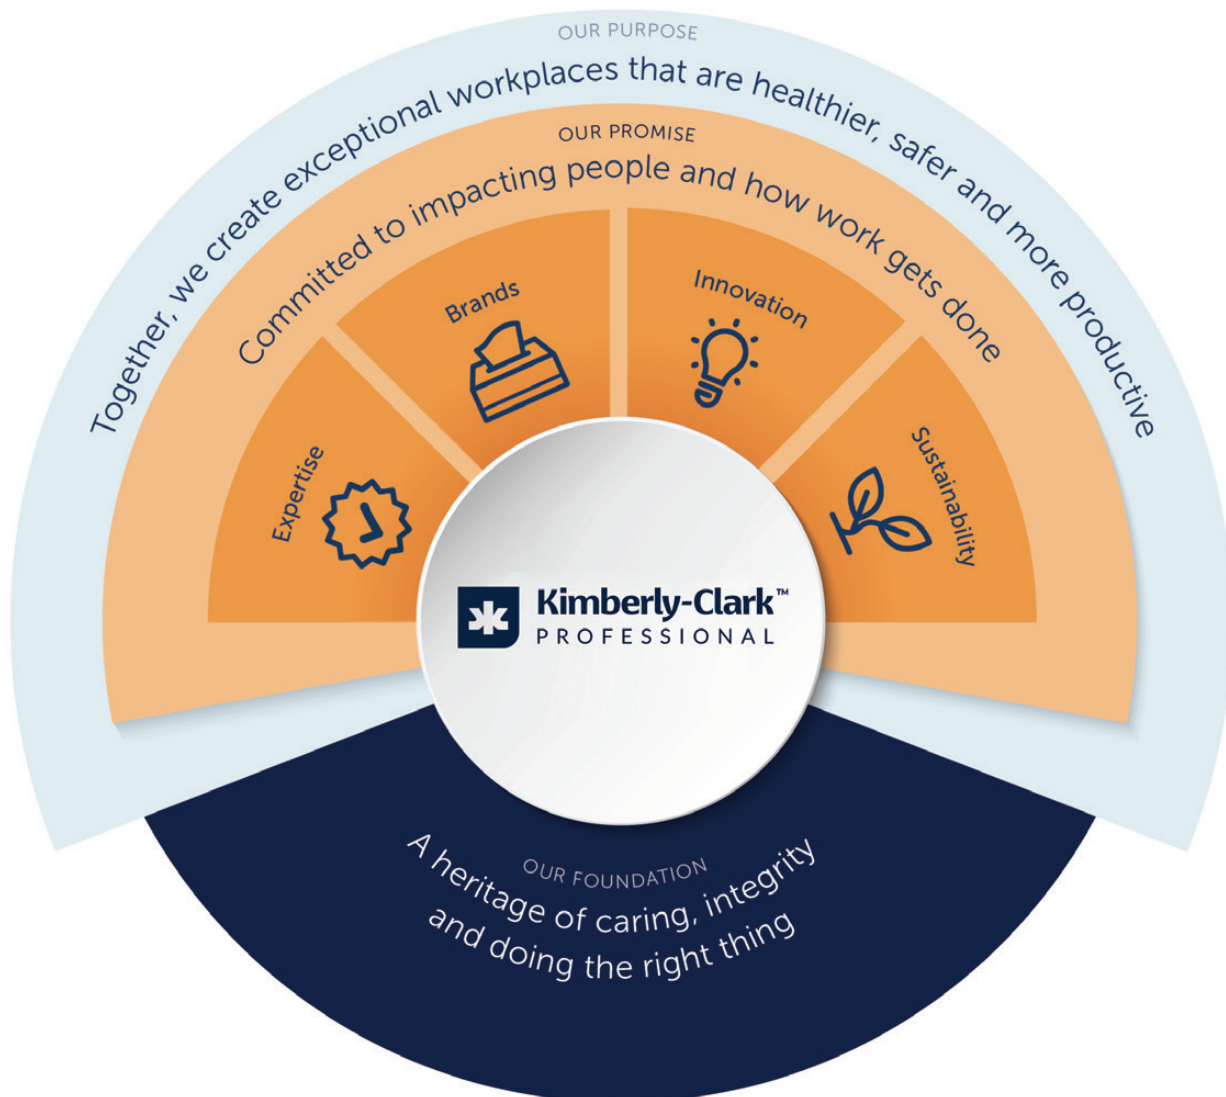 OUR PURPOSE
Together, we create exceptional workplaces that are healthier, safer and more productive
OUR PROMISE
Committed to impacting people and how work gets done
Expertise
Brands
Innovation
Sustainability
Kimberly-Clark™
PROFESSIONAL
OUR FOUNDATION
A heritage of caring, integrity
and doing the right thing